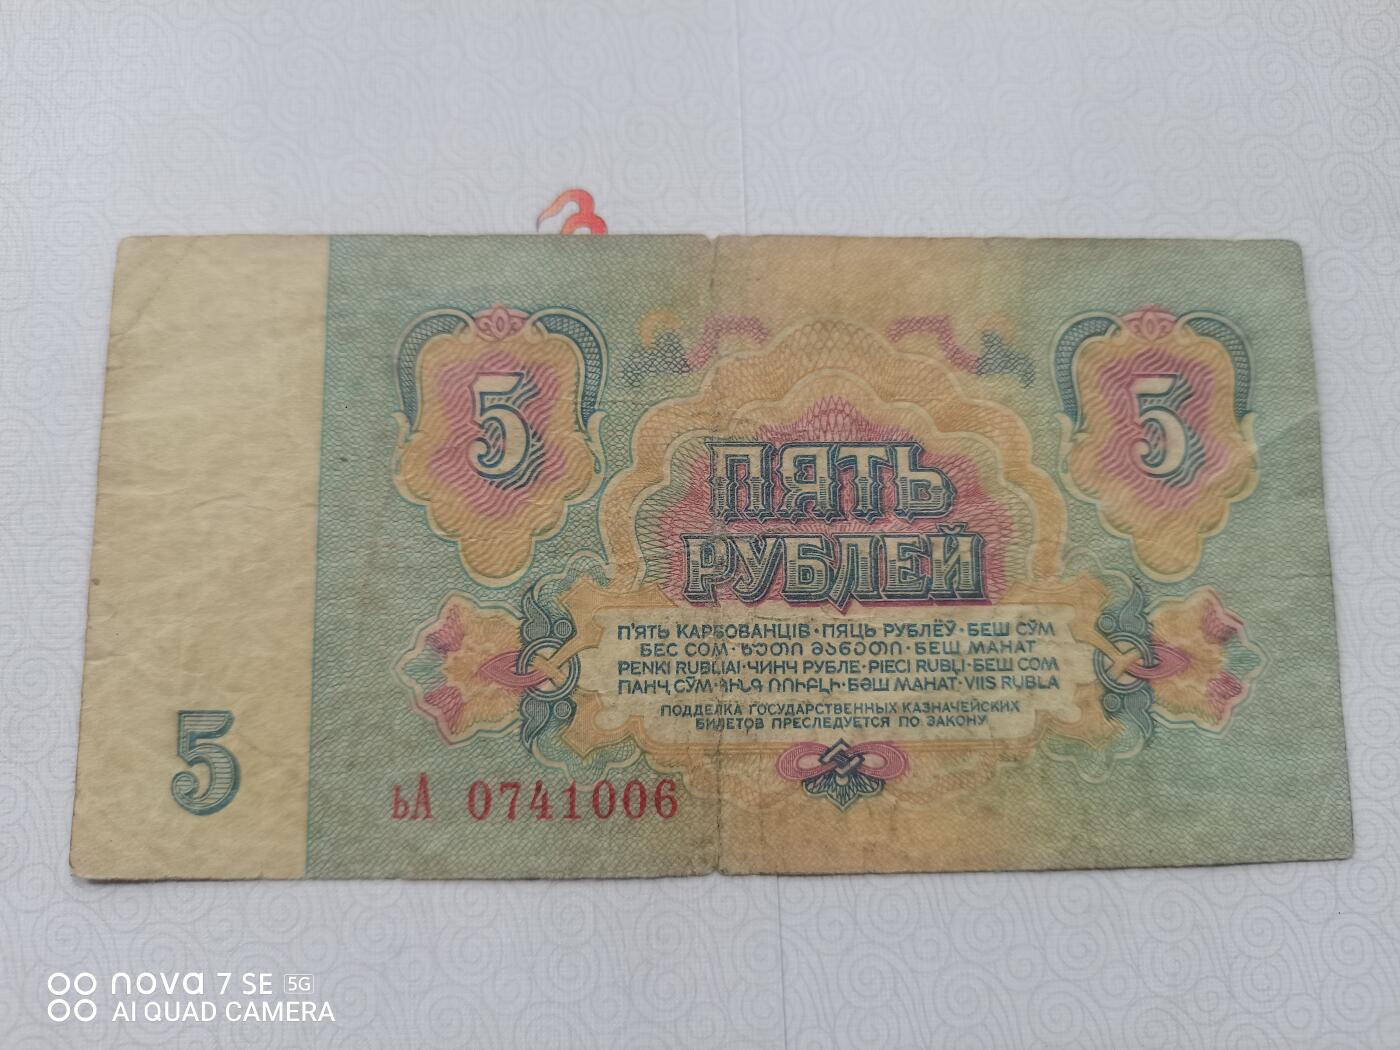 5
5
ПЯТЬ
РУБЛЕЙ
П'ЯТЬ КАРБОВАНЦІВ·ПЯЦЬ РУБЛЁЎ·БЕШ СЎМ
БЕС СОМ·ხუთი მანეთი·БЕШ МАНАТ
PENKI RUBLIAI·ЧИНЧ РУБЛЕ·PIECI RUBĻI·БЕШ СОМ
ПАНҶ СЎМ·ՀԻՆԳ ՌՈՒԲԼԻ·БӘШ МАНАТ·VIIS RUBLA
ПОДДЕЛКА ГОСУДАРСТВЕННЫХ КАЗНАЧЕЙСКИХ
БИЛЕТОВ ПРЕСЛЕДУЕТСЯ ПО ЗАКОНУ
5
ьА 0741006
nova 7 SE 5G
AI QUAD CAMERA